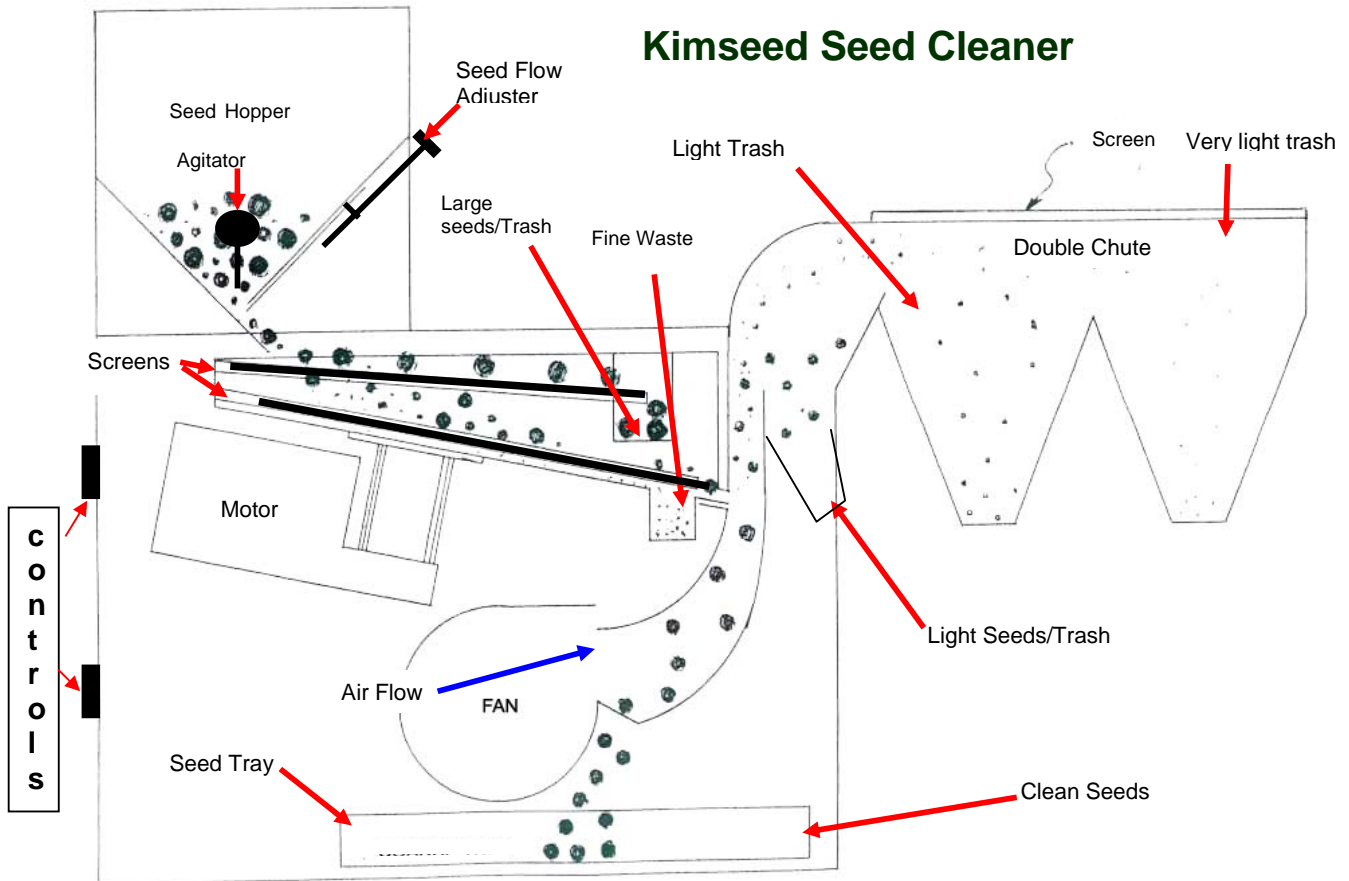 Kimseed Seed Cleaner
Seed Flow
Adjuster
Seed Hopper
Agitator
Light Trash
Screen
Very light trash
Large
seeds/Trash
Fine Waste
Double Chute
Screens
Motor
controls
Light Seeds/Trash
Air Flow
FAN
Seed Tray
Clean Seeds